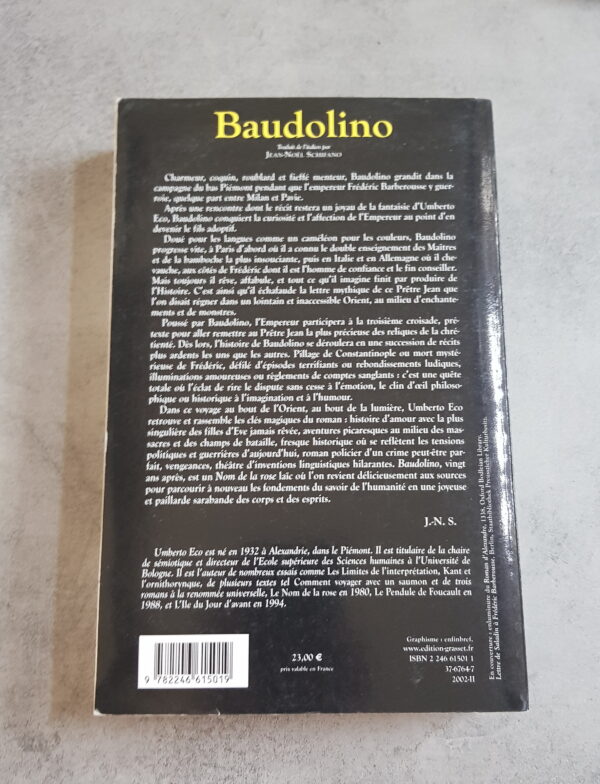 Baudolino
Traduit de l'italien par
JEAN-NOËL SCHIFANO
Charmeur, coquin, roublard et fieffé menteur, Baudolino grandit dans la
campagne du bas Piémont pendant que l'empereur Frédéric Barberousse y guer-
roie, quelque part entre Milan et Pavie.
Après une rencontre dont le récit restera un joyau de la fantaisie d'Umberto
Eco, Baudolino conquiert la curiosité et l'affection de l'Empereur au point d'en
devenir le fils adoptif.
Doué pour les langues comme un caméléon pour les couleurs, Baudolino
progresse vite, à Paris d'abord où il a connu le double enseignement des Maîtres
et de la bamboche la plus insouciante, puis en Italie et en Allemagne où il che-
vauche, aux côtés de Frédéric dont il est l'homme de confiance et le fin conseiller.
Mais toujours il rêve, affabule, et tout ce qu'il imagine finit par produire de
l'Histoire. C'est ainsi qu'il échafaude la lettre mythique de ce Prêtre Jean que
l'on disait régner dans un lointain et inaccessible Orient, au milieu d'enchante-
ments et de monstres.
Poussé par Baudolino, l'Empereur participera à la troisième croisade, pré-
texte pour aller remettre au Prêtre Jean la plus précieuse des reliques de la chré-
tienté. Dès lors, l'histoire de Baudolino se déroulera en une succession de récits
plus ardents les uns que les autres. Pillage de Constantinople ou mort mysté-
rieuse de Frédéric, défilé d'épisodes terrifiants ou rebondissements ludiques,
illuminations amoureuses ou règlements de comptes sanglants : c'est une quête
totale où l'éclat de rire le dispute sans cesse à l'émotion, le clin d'œil philoso-
phique ou historique à l'imagination et à l'humour.
Dans ce voyage au bout de l'Orient, au bout de la lumière, Umberto Eco
retrouve et rassemble les clés magiques du roman : histoire d'amour avec la plus
singulière des filles d'Ève jamais rêvée, aventures picaresques au milieu des mas-
sacres et des champs de bataille, fresque historique où se reflètent les tensions
politiques et guerrières d'aujourd'hui, roman policier d'un crime peut-être par-
fait, vengeances, théâtre d'inventions linguistiques hilarantes. Baudolino, vingt
ans après, est un Nom de la rose laïc où l'on revient délicieusement aux sources
pour parcourir à nouveau les fondements du savoir de l'humanité en une joyeuse
et paillarde sarabande des corps et des esprits.
J.-N. S.
Umberto Eco est né en 1932 à Alexandrie, dans le Piémont. Il est titulaire de la chaire
de sémiotique et directeur de l'Ecole supérieure des Sciences humaines à l'Université de
Bologne. Il est l'auteur de nombreux essais comme Les Limites de l'interprétation, Kant et
l'ornithorynque, de plusieurs textes tel Comment voyager avec un saumon et de trois
romans à la renommée universelle, Le Nom de la rose en 1980, Le Pendule de Foucault en
1988, et L'Ile du Jour d'avant en 1994.
9 782246 615019
23,00 €
prix valable en France
Graphisme : enfinbref.
www.edition-grasset.fr
ISBN 2 246 61501 1
37-6764-7
2002-II
En couverture : enluminure du Roman d'Alexandre, 1338, Oxford Bodleian Library.
Lettre de Saladin à Frédéric Barberousse, Berlin, Staatsbibliothek Preussischer Kulturbesitz.